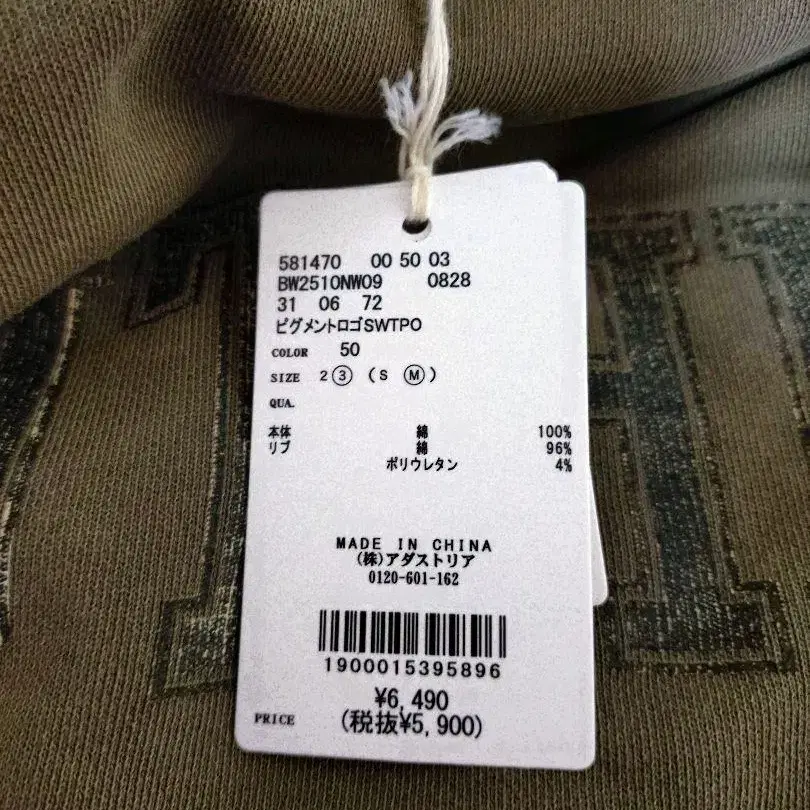 581470 00 50 03
BW2510NW09 0828
31 06 72
ピグメントロゴSWTPO
COLOR 50
SIZE 2 ③ (S Ⓜ)
QUA.
本体 綿 100%
リブ 綿 96%
ポリウレタン 4%
MADE IN CHINA
(株)アダストリア
0120-601-162
1900015395896
¥6,490
PRICE (税抜¥5,900)